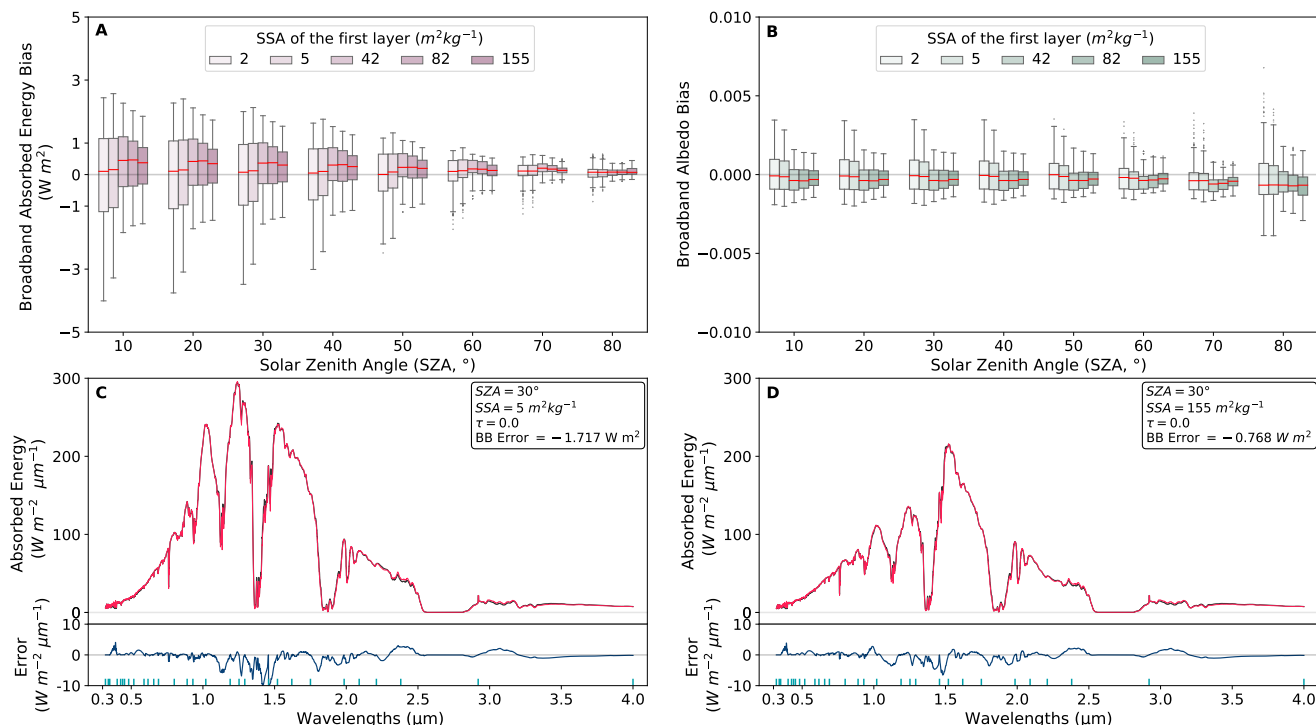 A
SSA of the first layer (m²kg⁻¹)
2 5 42 82 155
Broadband Absorbed Energy Bias
(W m²)
5
3
1
0
−1
−3
−5
10 20 30 40 50 60 70 80
Solar Zenith Angle (SZA, °)
B
SSA of the first layer (m²kg⁻¹)
2 5 42 82 155
Broadband Albedo Bias
0.010
0.005
0.000
−0.005
−0.010
10 20 30 40 50 60 70 80
Solar Zenith Angle (SZA, °)
C
SZA = 30°
SSA = 5 m²kg⁻¹
τ = 0.0
BB Error = −1.717 W m²
Absorbed Energy
(W m⁻² μm⁻¹)
300
200
100
0
Error
(W m⁻² μm⁻¹)
10
0
−10
0.3 0.5 1.0 1.5 2.0 2.5 3.0 3.5 4.0
Wavelengths (μm)
D
SZA = 30°
SSA = 155 m²kg⁻¹
τ = 0.0
BB Error = −0.768 W m²
Absorbed Energy
(W m⁻² μm⁻¹)
300
200
100
0
Error
(W m⁻² μm⁻¹)
10
0
−10
0.3 0.5 1.0 1.5 2.0 2.5 3.0 3.5 4.0
Wavelengths (μm)